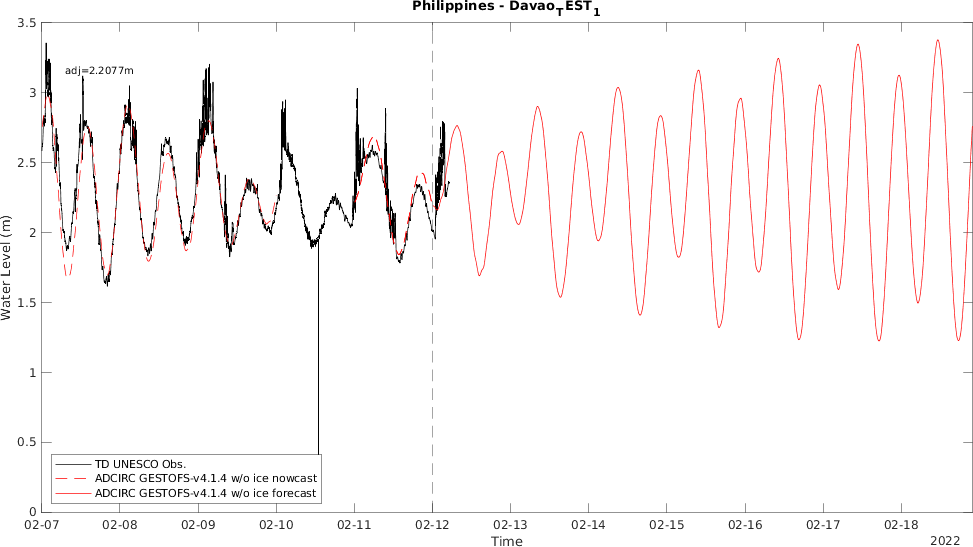 Philippines - Davao_TEST_1
3.5
adj=2.2077m
3
2.5
2
1.5
1
0.5
0
Water Level (m)
TD UNESCO Obs.
ADCIRC GESTOFS-v4.1.4 w/o ice nowcast
ADCIRC GESTOFS-v4.1.4 w/o ice forecast
02-07 02-08 02-09 02-10 02-11 02-12 02-13 02-14 02-15 02-16 02-17 02-18
Time
2022